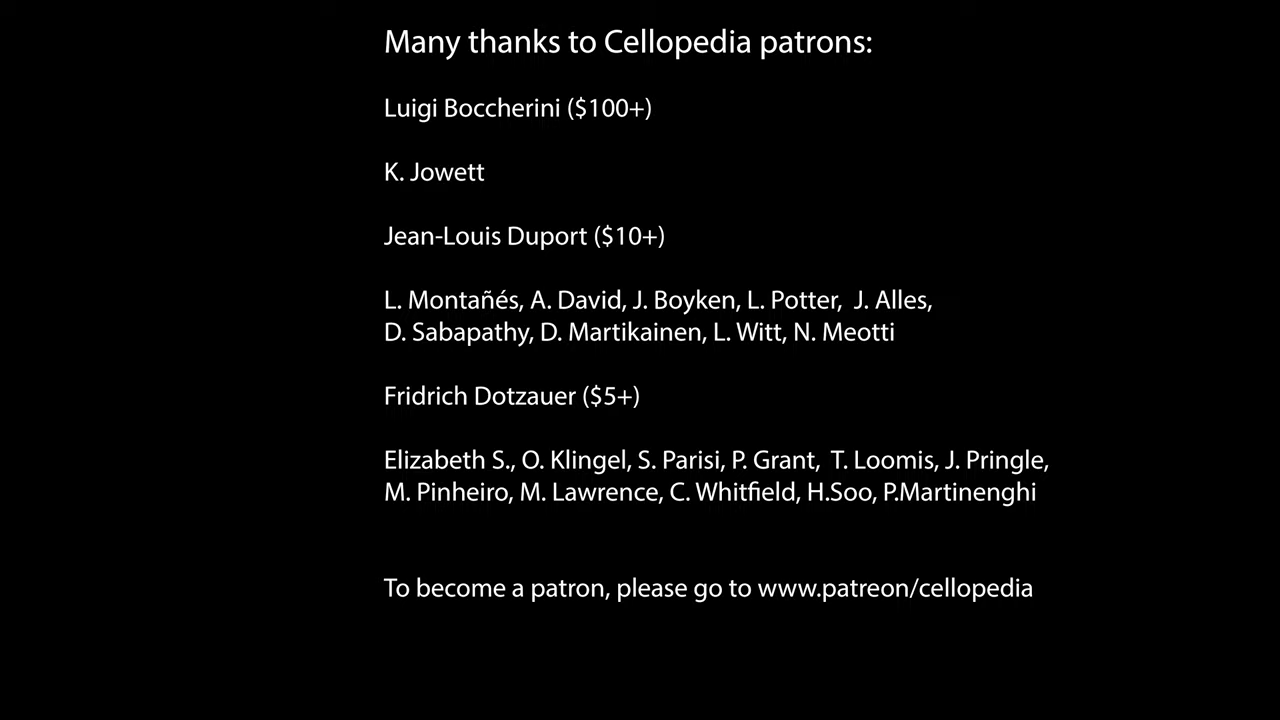 Many thanks to Cellopedia patrons:
Luigi Boccherini ($100+)
K. Jowett
Jean-Louis Duport ($10+)
L. Montañés, A. David, J. Boyken, L. Potter,  J. Alles,
D. Sabapathy, D. Martikainen, L. Witt, N. Meotti
Fridrich Dotzauer ($5+)
Elizabeth S., O. Klingel, S. Parisi, P. Grant,  T. Loomis, J. Pringle,
M. Pinheiro, M. Lawrence, C. Whitfield, H.Soo, P.Martinenghi
To become a patron, please go to www.patreon/cellopedia